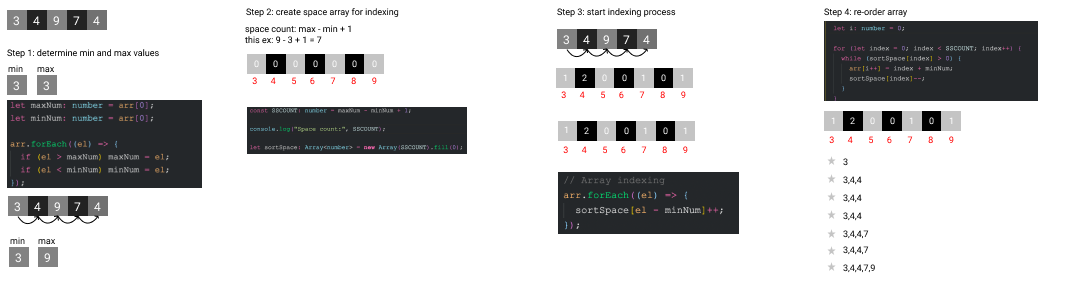 3 4 9 7 4
Step 1: determine min and max values
min max
3 3
let maxNum: number = arr[0];
let minNum: number = arr[0];
arr.forEach((el) => {
if (el > maxNum) maxNum = el;
if (el < minNum) minNum = el;
});
3 4 9 7 4
min max
3 9
Step 2: create space array for indexing
space count: max - min + 1
this ex: 9 - 3 + 1 = 7
0 0 0 0 0 0 0
3 4 5 6 7 8 9
const SSCOUNT: number = maxNum - minNum + 1;
console.log("Space count:", SSCOUNT);
let sortSpace: Array<number> = new Array(SSCOUNT).fill(0);
Step 3: start indexing process
3 4 9 7 4
1 2 0 0 1 0 1
3 4 5 6 7 8 9
1 2 0 0 1 0 1
3 4 5 6 7 8 9
// Array indexing
arr.forEach((el) => {
sortSpace[el - minNum]++;
});
Step 4: re-order array
let i: number = 0;
for (let index = 0; index < SSCOUNT; index++) {
while (sortSpace[index] > 0) {
arr[i++] = index + minNum;
sortSpace[index]--;
}
}
1 2 0 0 1 0 1
3 4 5 6 7 8 9
3
3,4,4
3,4,4
3,4,4
3,4,4,7
3,4,4,7
3,4,4,7,9